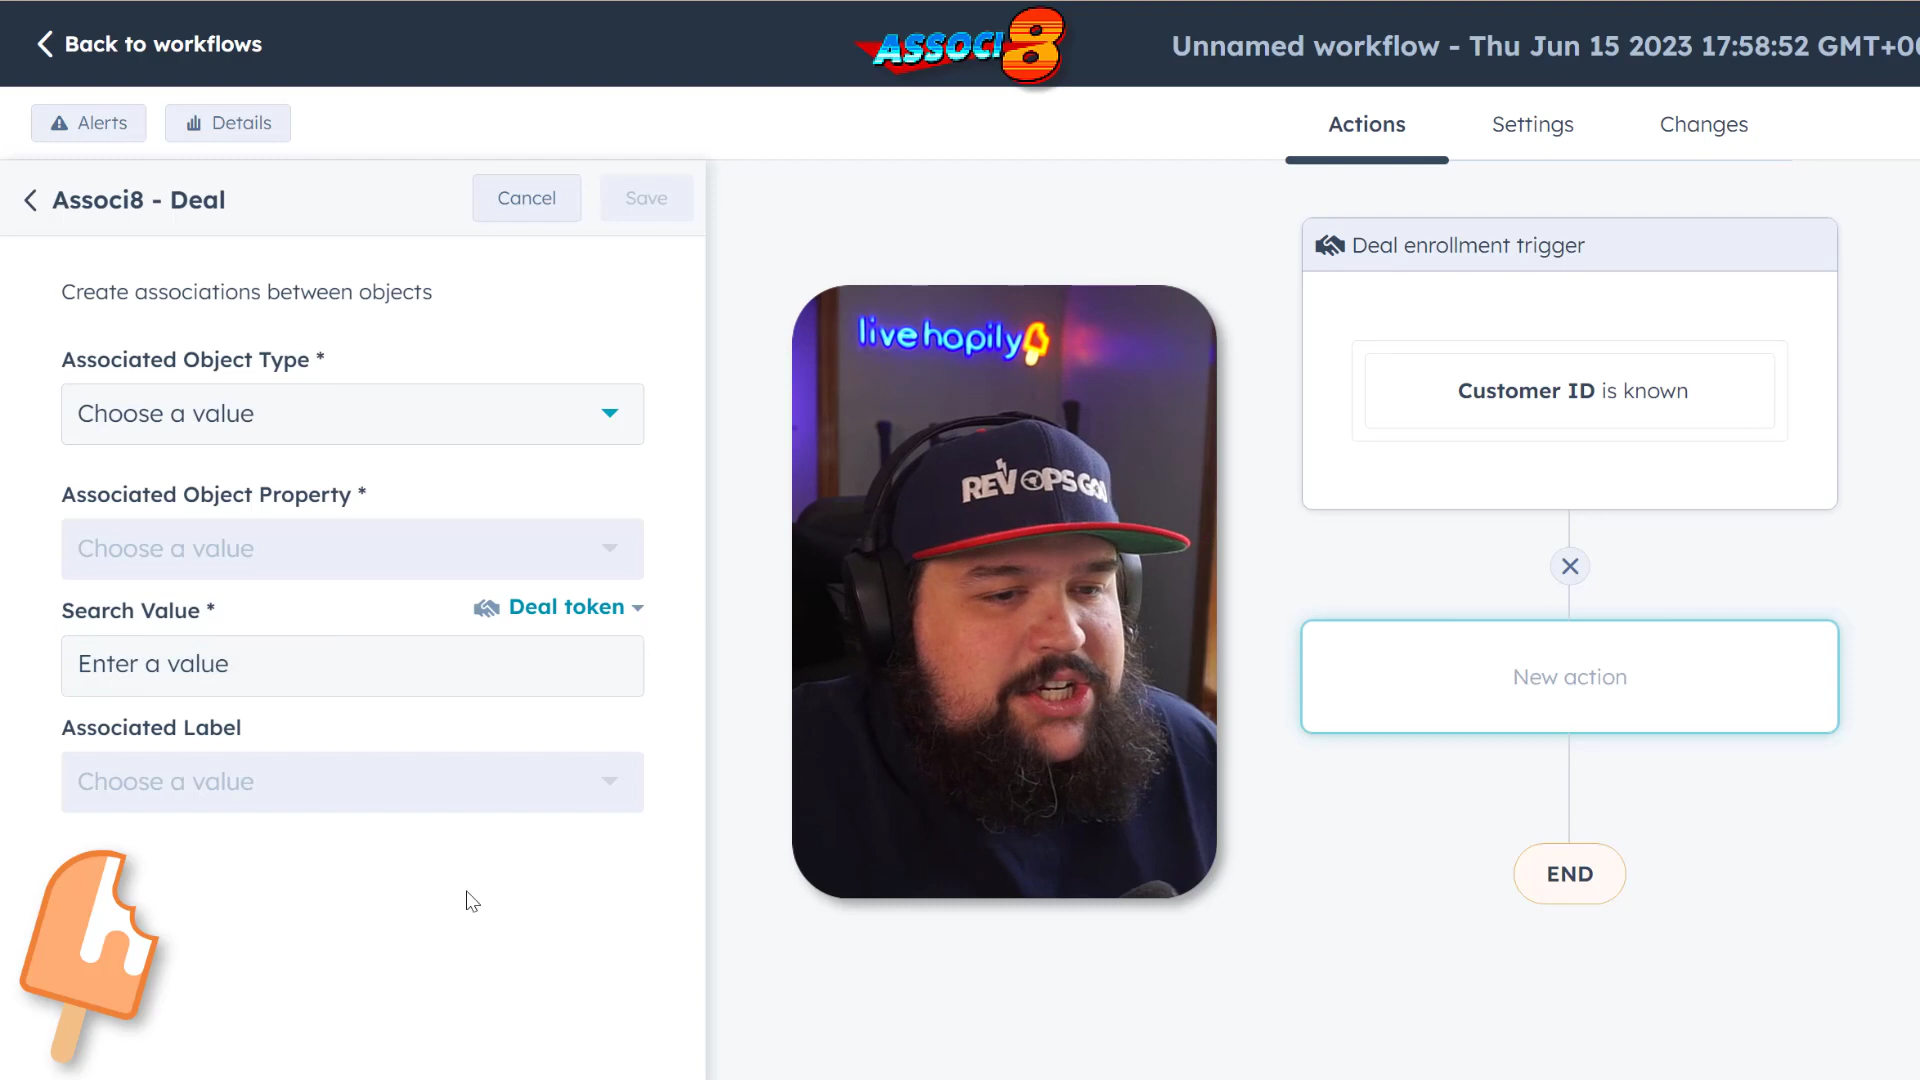 Back to workflows
ASSOCI8
Unnamed workflow - Thu Jun 15 2023 17:58:52 GMT+0
Alerts
Details
Actions
Settings
Changes
Associ8 - Deal
Cancel
Save
Create associations between objects
Associated Object Type *
Choose a value
Associated Object Property *
Choose a value
Search Value *
Deal token
Enter a value
Associated Label
Choose a value
live hapily
REVOPSGOD
Deal enrollment trigger
Customer ID is known
New action
END